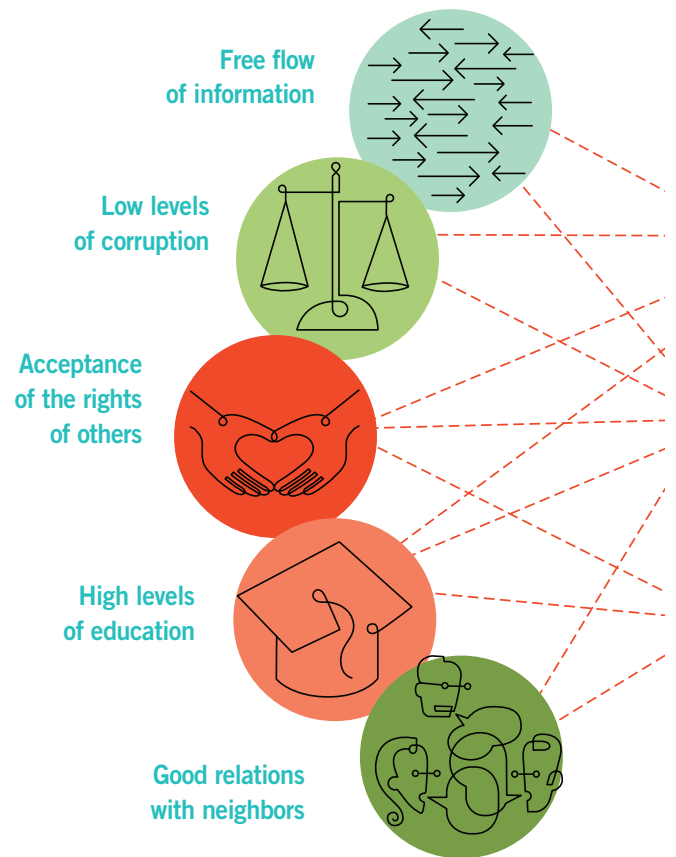 Free flow
of information
Low levels
of corruption
Acceptance
of the rights
of others
High levels
of education
Good relations
with neighbors